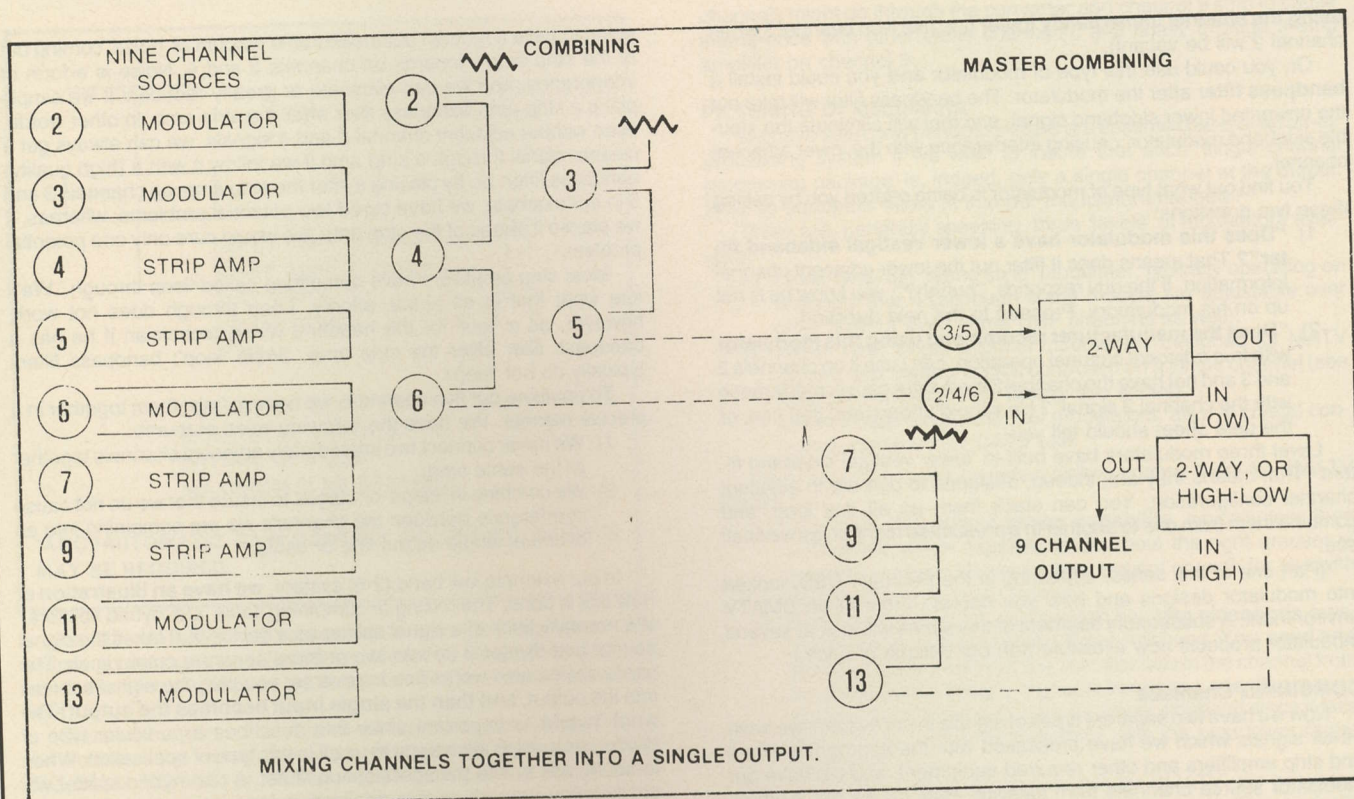 NINE CHANNEL
SOURCES
2 MODULATOR
3 MODULATOR
4 STRIP AMP
5 STRIP AMP
6 MODULATOR
7 STRIP AMP
9 STRIP AMP
11 MODULATOR
13 MODULATOR
COMBINING
2
3
4
5
6
MASTER COMBINING
3/5
IN
2-WAY
OUT
2/4/6
IN
IN
(LOW)
7
OUT
2-WAY, OR
HIGH-LOW
9
9 CHANNEL
OUTPUT
IN
(HIGH)
11
13
MIXING CHANNELS TOGETHER INTO A SINGLE OUTPUT.